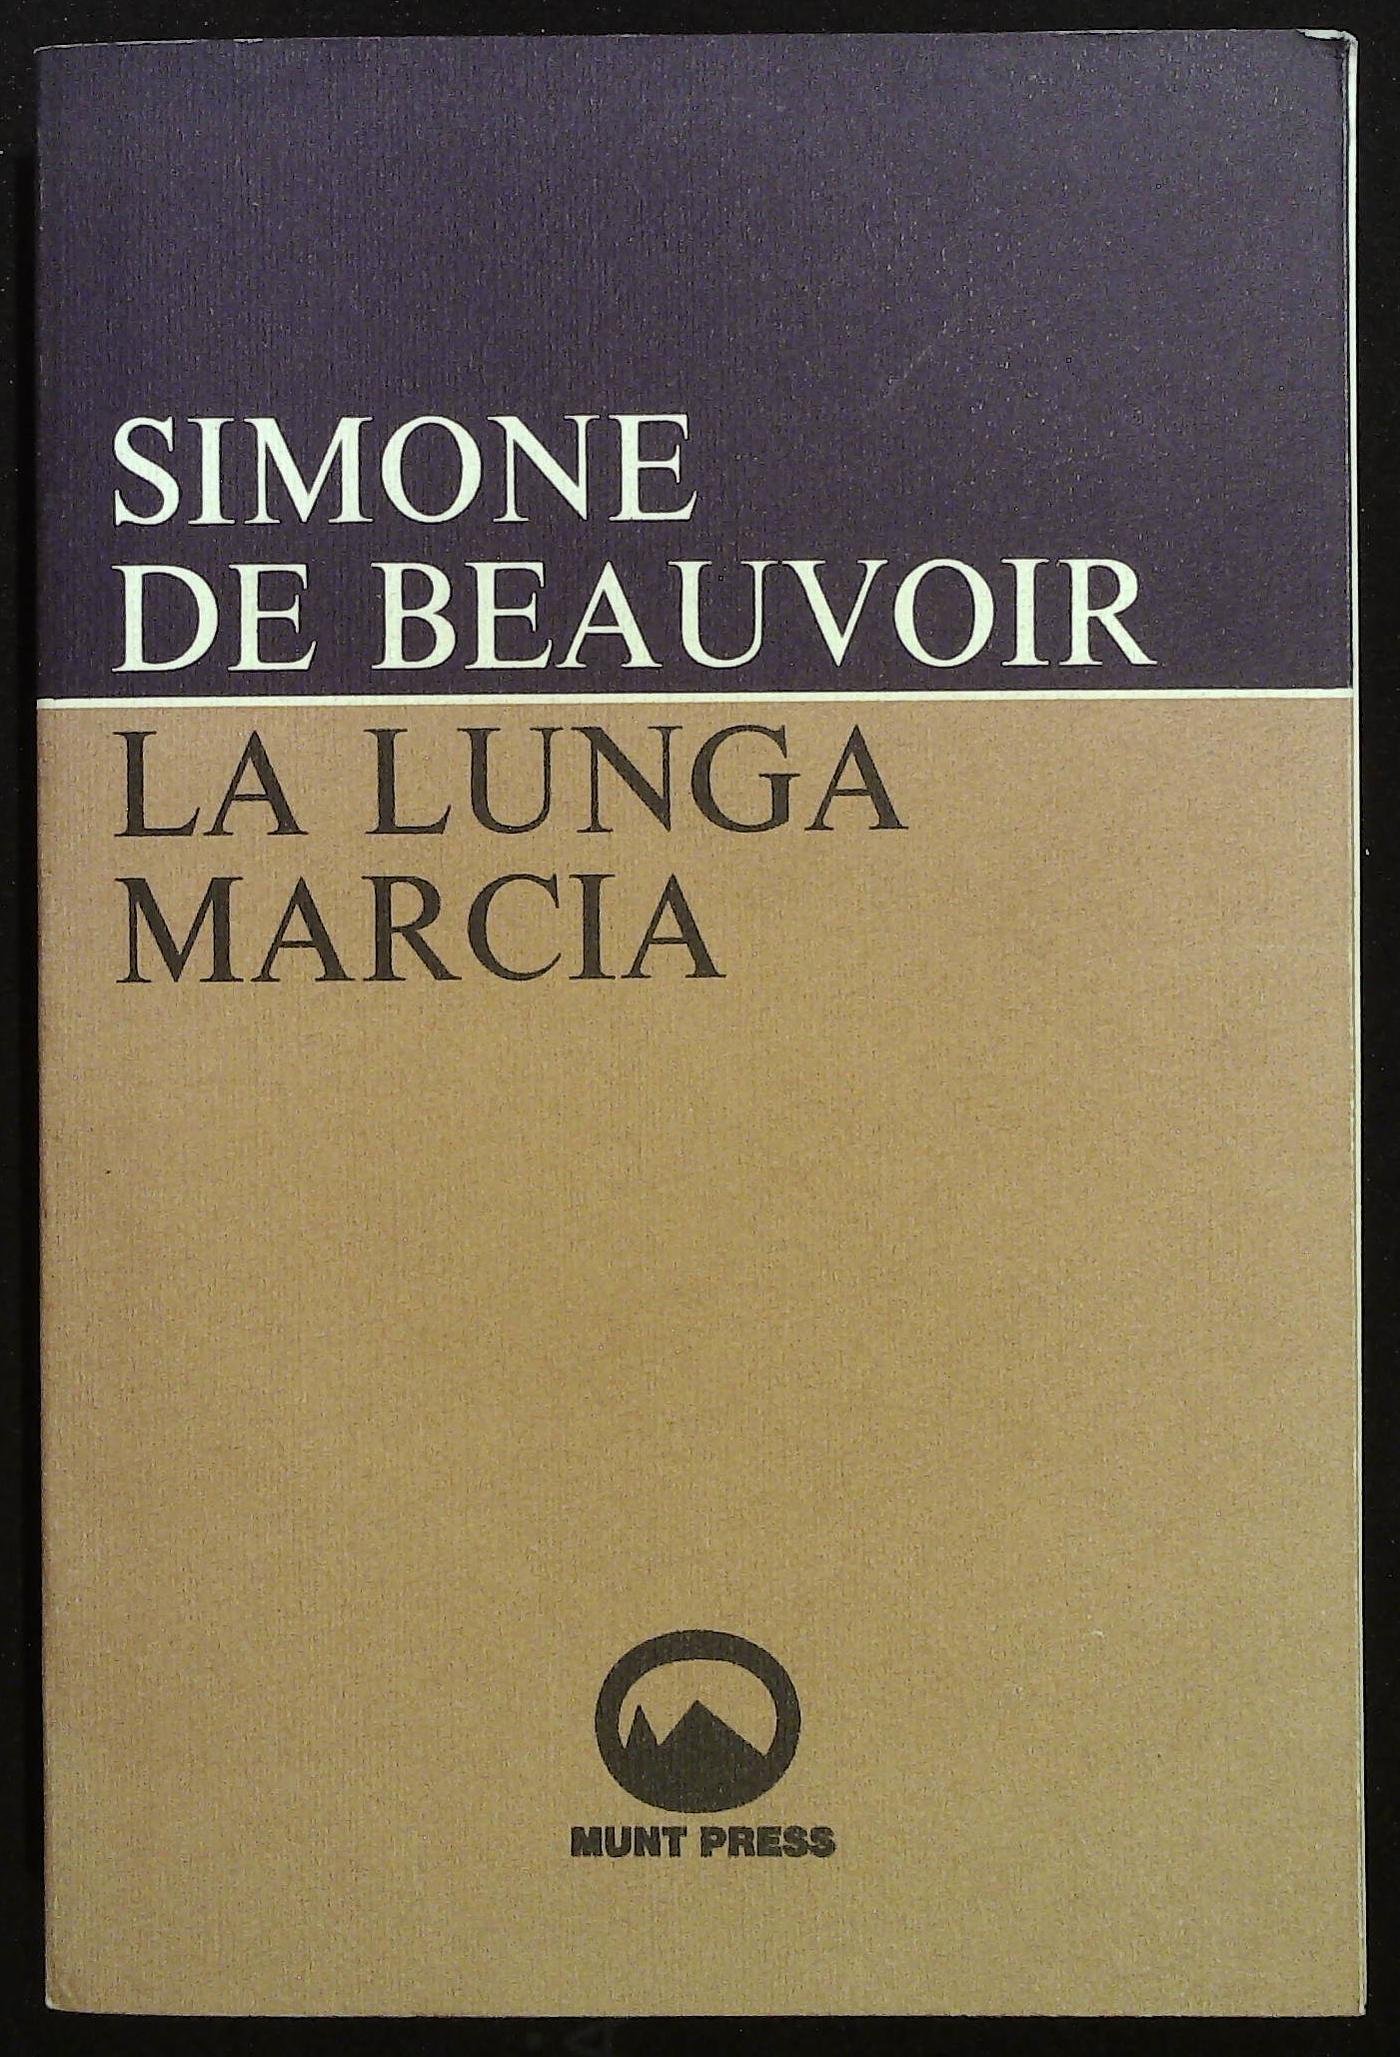 SIMONE
DE BEAUVOIR
LA LUNGA
MARCIA
MUNT PRESS